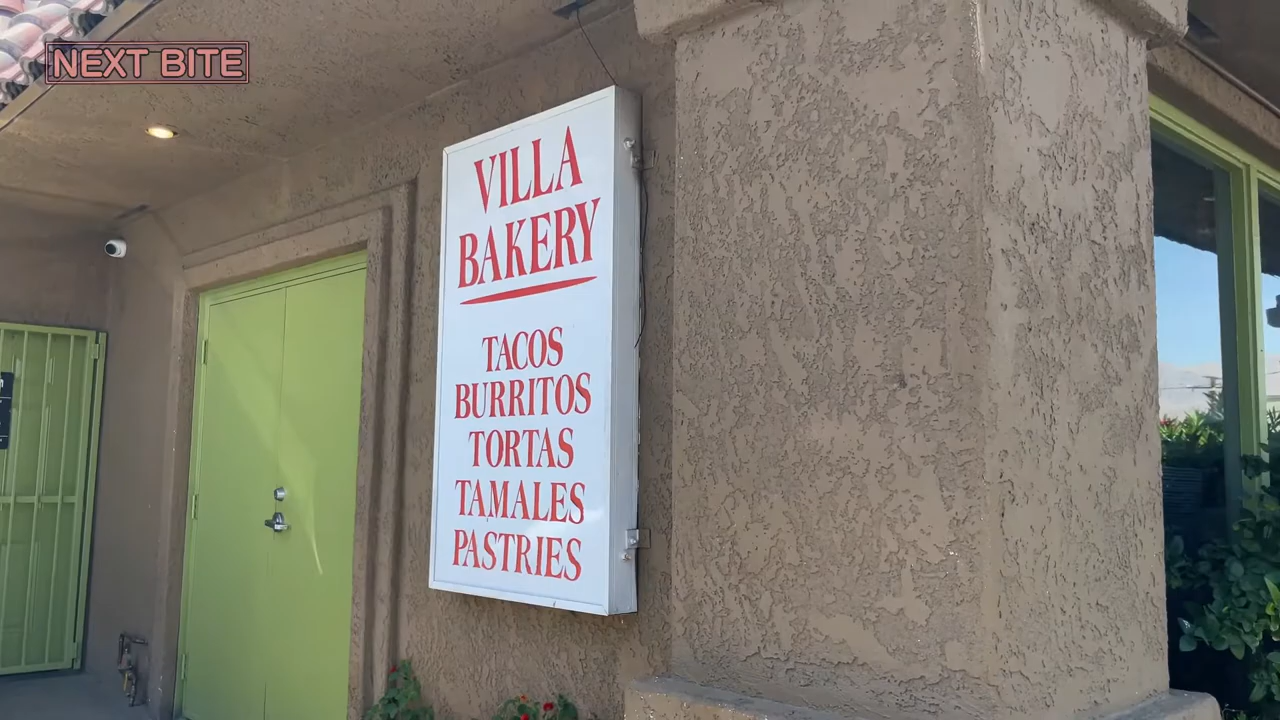 NEXT BITE
VILLA
BAKERY
TACOS
BURRITOS
TORTAS
TAMALES
PASTRIES